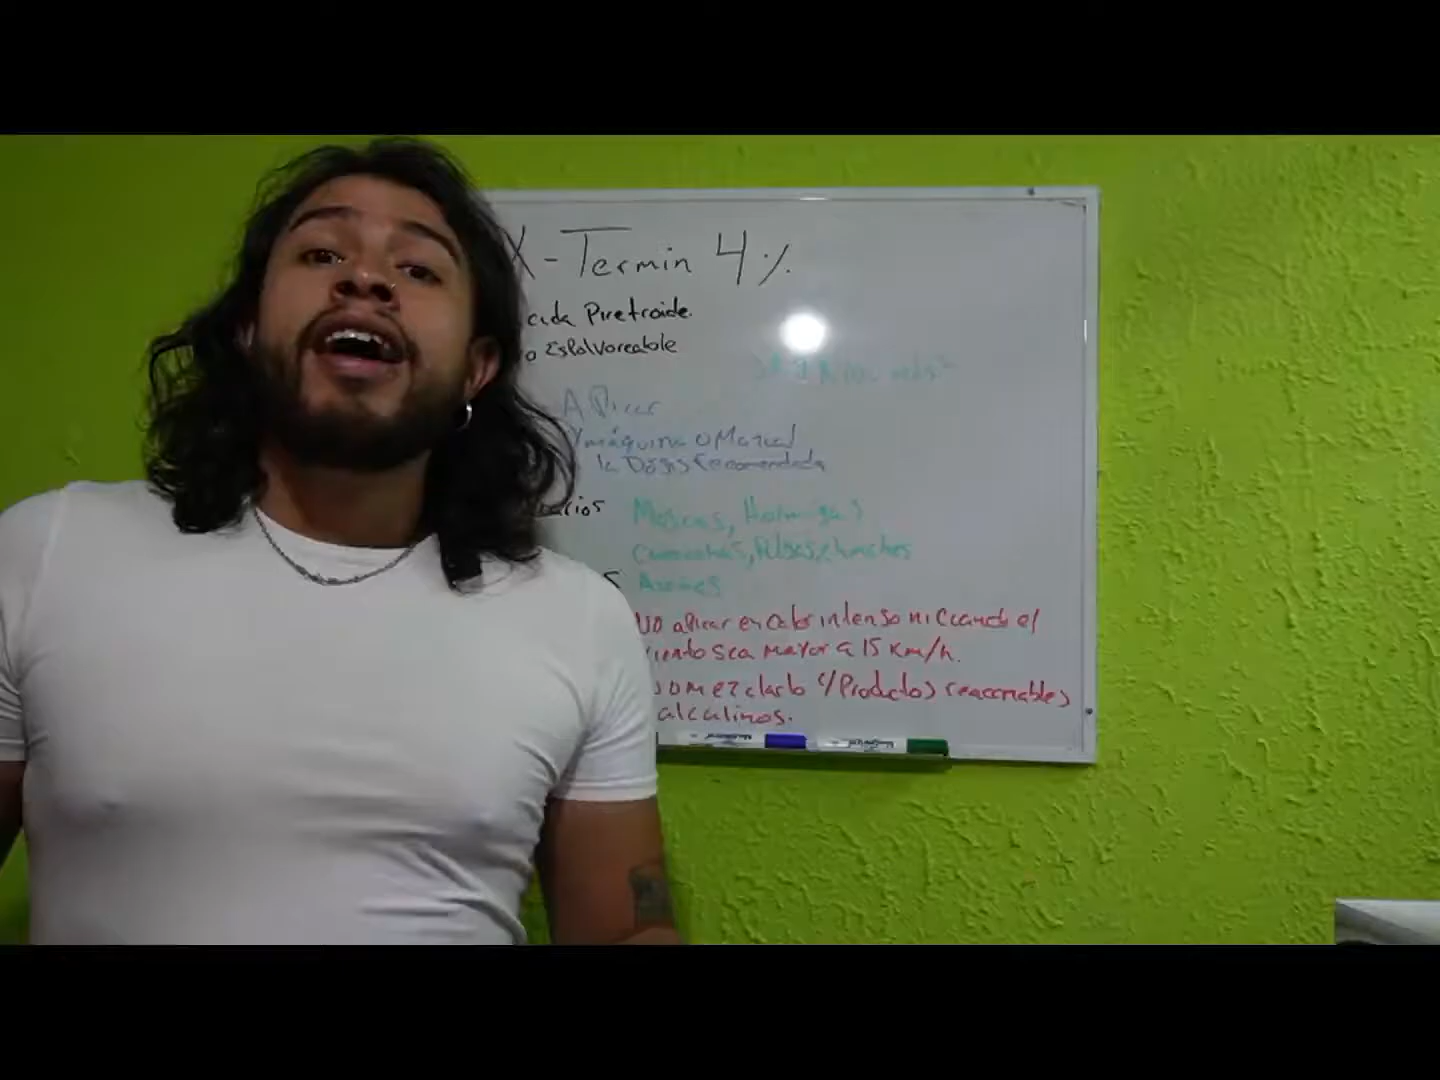 X-Termin 4%
cida Piretroide.
o Espolvoreable
Aplicar
máquina o Manual
la Dosis recomendada
arios Moscas, Hormigas
Cucarachas, Pulgas, chinches
s Arañas
No aplicar en Calor intenso ni Cuando el
viento sea mayor a 15 Km/h.
No mezclarlo c/Productos reaccionables
alcalinos.